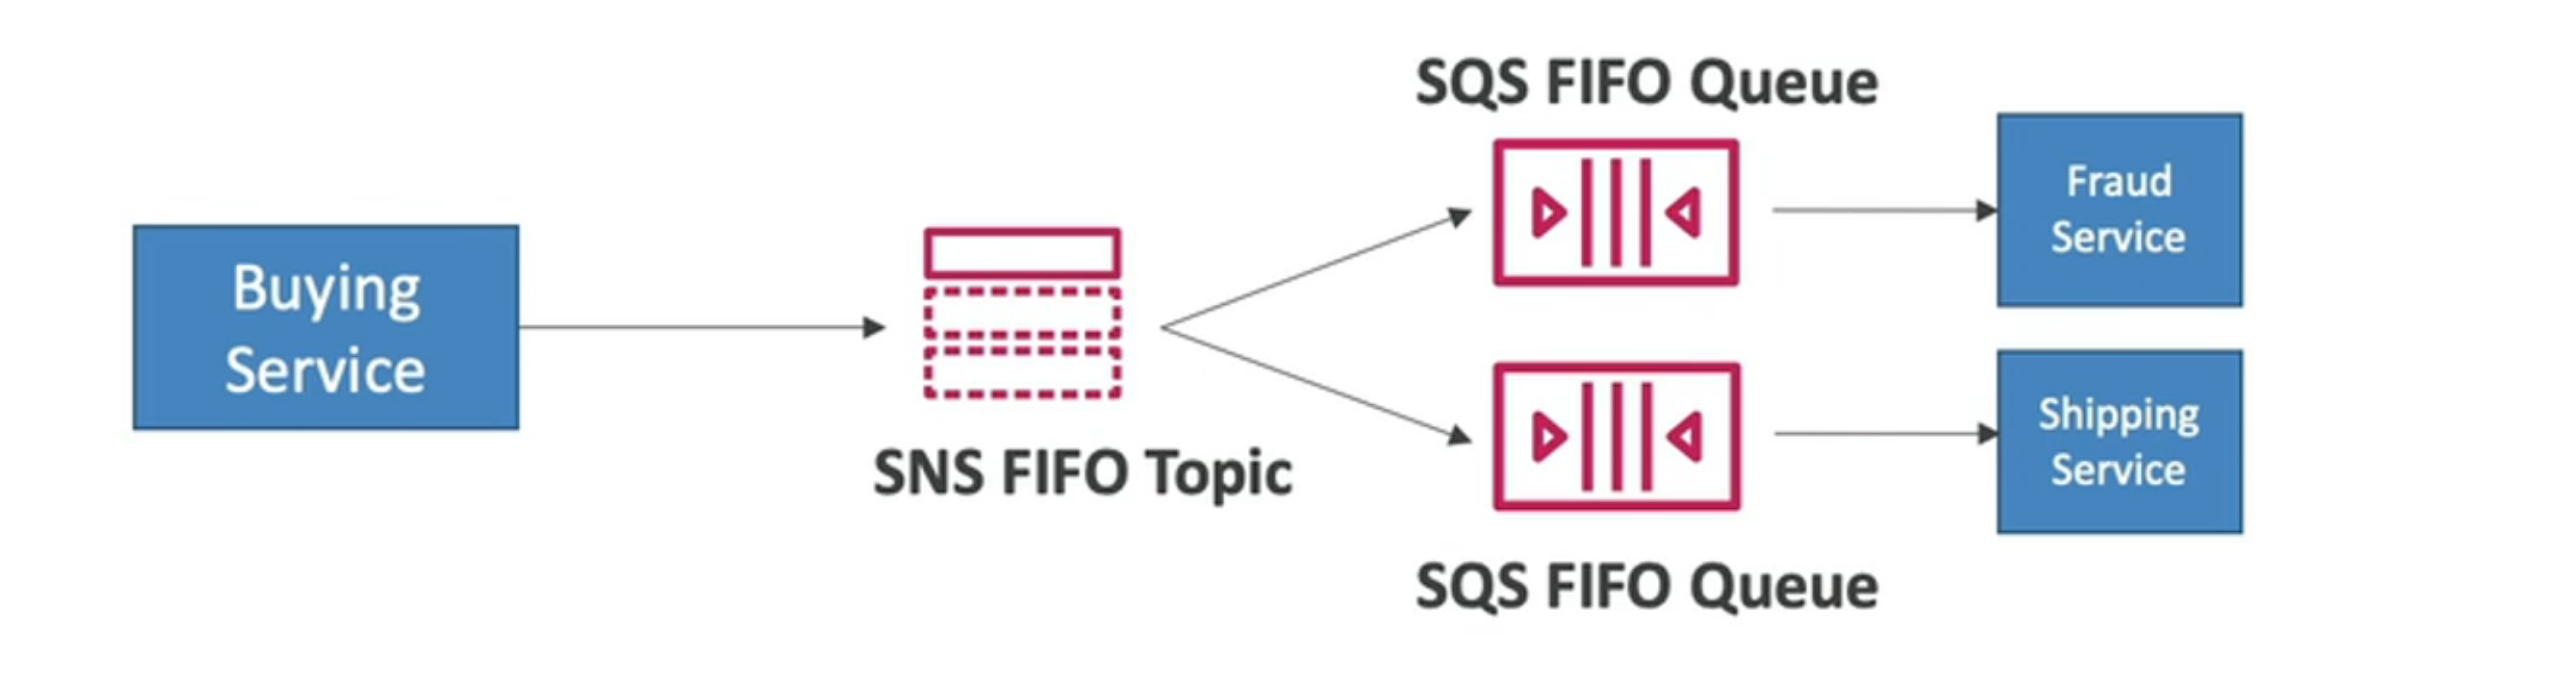 Buying
Service
SNS FIFO Topic
SQS FIFO Queue
Fraud
Service
SQS FIFO Queue
Shipping
Service